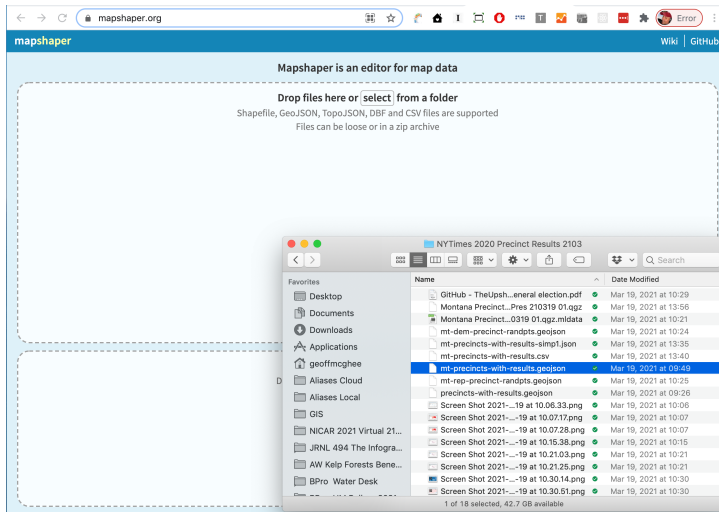 mapshaper.org
Error
mapshaper
Wiki | GitHub
Mapshaper is an editor for map data
Drop files here or select from a folder
Shapefile, GeoJSON, TopoJSON, DBF and CSV files are supported
Files can be loose or in a zip archive
NYTimes 2020 Precinct Results 2103
Search
Favorites
Desktop
Documents
Downloads
Applications
geoffmcghee
Aliases Cloud
Aliases Local
GIS
NICAR 2021 Virtual 21...
JRNL 494 The Infogra...
AW Kelp Forests Bene...
BPro Water Desk
Name Date Modified
GitHub - TheUpsh...eneral election.pdf Mar 19, 2021 at 10:29
Montana Precinct...Pres 210319 01.qgz Mar 19, 2021 at 13:56
Montana Precinct...0319 01.qgz.mldata Mar 19, 2021 at 10:21
mt-dem-precinct-randpts.geojson Mar 19, 2021 at 10:24
mt-precincts-with-results-simp1.json Mar 19, 2021 at 13:35
mt-precincts-with-results.csv Mar 19, 2021 at 13:40
mt-precincts-with-results.geojson Mar 19, 2021 at 09:49
mt-rep-precinct-randpts.geojson Mar 19, 2021 at 10:25
precincts-with-results.geojson Mar 19, 2021 at 09:26
Screen Shot 2021-...-19 at 10.06.33.png Mar 19, 2021 at 10:06
Screen Shot 2021-...-19 at 10.07.17.png Mar 19, 2021 at 10:07
Screen Shot 2021-...-19 at 10.07.28.png Mar 19, 2021 at 10:07
Screen Shot 2021-...-19 at 10.15.38.png Mar 19, 2021 at 10:15
Screen Shot 2021-...-19 at 10.21.03.png Mar 19, 2021 at 10:21
Screen Shot 2021-...-19 at 10.21.25.png Mar 19, 2021 at 10:21
Screen Shot 2021-...-19 at 10.30.14.png Mar 19, 2021 at 10:30
Screen Shot 2021-...-19 at 10.30.51.png Mar 19, 2021 at 10:30
1 of 18 selected, 42.7 GB available